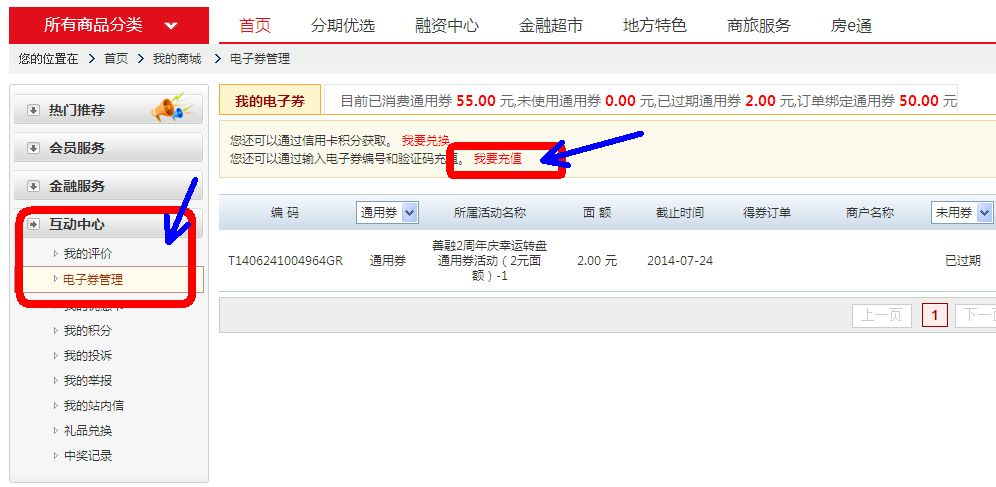 所有商品分类
首页 分期优选 融资中心 金融超市 地方特色 商旅服务 房e通
您的位置在 首页 我的商城 电子券管理
热门推荐
会员服务
金融服务
互动中心
我的评价
电子券管理
我的积分
我的投诉
我的举报
我的站内信
礼品兑换
中奖记录
我的电子券
目前已消费通用券 55.00 元,未使用通用券 0.00 元,已过期通用券 2.00 元,订单绑定通用券 50.00 元
您还可以通过信用卡积分获取。 我要兑换
您还可以通过输入电子券编号和验证码充值。 我要充值
编 码 通用券 所属活动名称 面 额 截止时间 得券订单 商户名称 未用券
T1406241004964GR 通用券 善融2周年庆幸运转盘
通用券活动（2元面
额）-1 2.00 元 2014-07-24 已过期
上一页 1 下一页